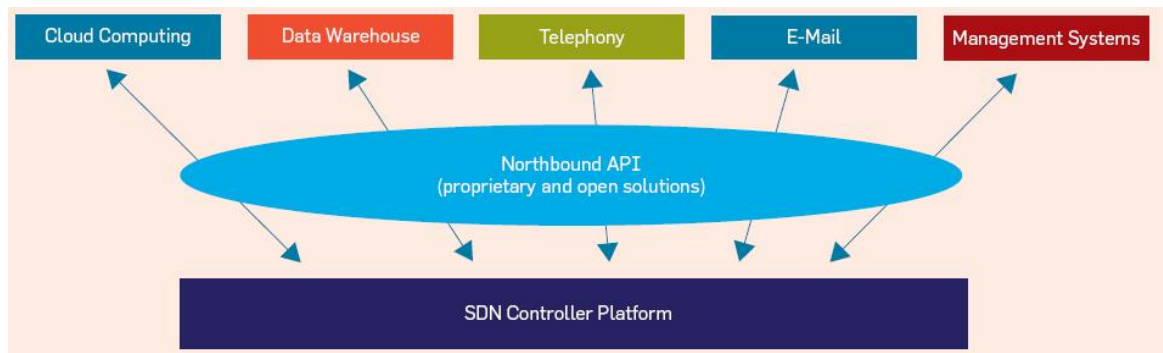 Cloud Computing
Data Warehouse
Telephony
E-Mail
Management Systems
Northbound API
(proprietary and open solutions)
SDN Controller Platform